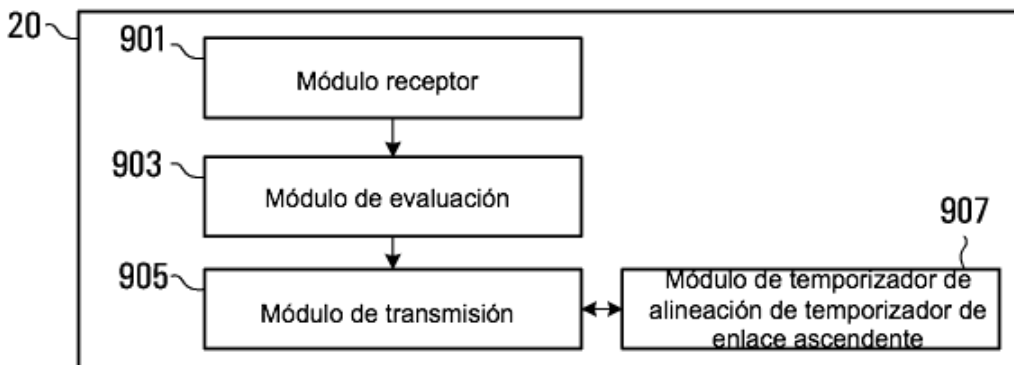 20
901
Módulo receptor
903
Módulo de evaluación
907
905
Módulo de transmisión
Módulo de temporizador de
alineación de temporizador de
enlace ascendente